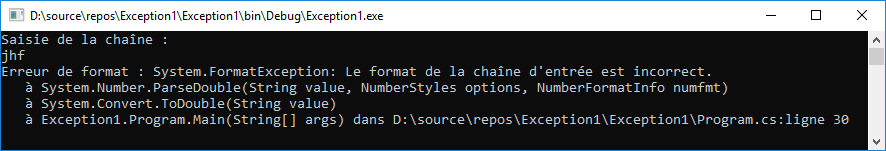 D:\source\repos\Exception1\Exception1\bin\Debug\Exception1.exe
Saisie de la chaîne :
jhf
Erreur de format : System.FormatException: Le format de la chaîne d'entrée est incorrect.
   à System.Number.ParseDouble(String value, NumberStyles options, NumberFormatInfo numfmt)
   à System.Convert.ToDouble(String value)
   à Exception1.Program.Main(String[] args) dans D:\source\repos\Exception1\Exception1\Program.cs:ligne 30